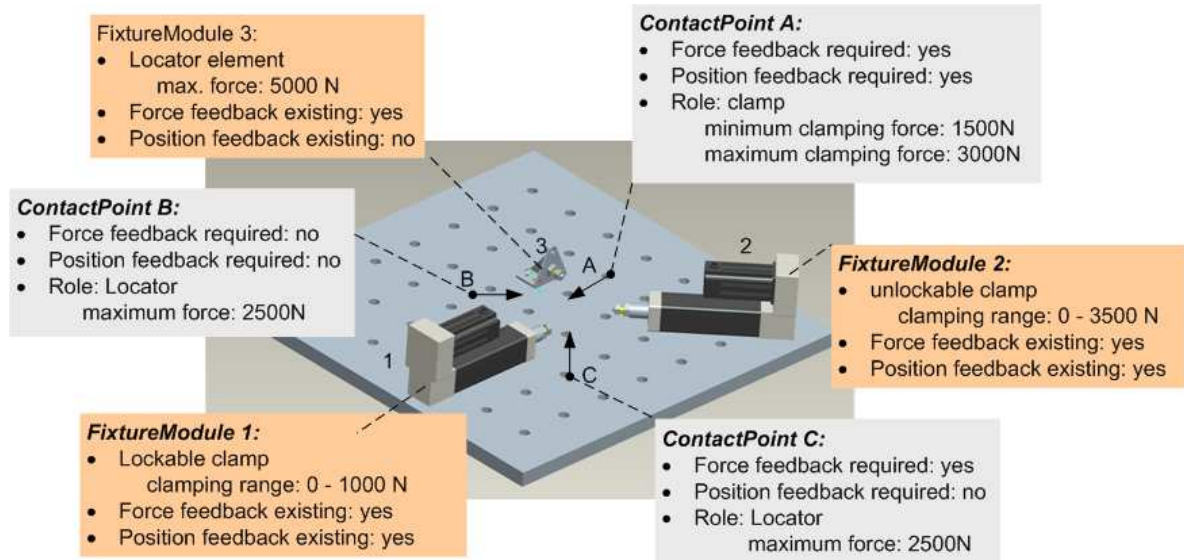 FixtureModule 3:
• Locator element
max. force: 5000 N
• Force feedback existing: yes
• Position feedback existing: no
ContactPoint A:
• Force feedback required: yes
• Position feedback required: yes
• Role: clamp
minimum clamping force: 1500N
maximum clamping force: 3000N
ContactPoint B:
• Force feedback required: no
• Position feedback required: no
• Role: Locator
maximum force: 2500N
3
A
2
B
1
C
FixtureModule 2:
• unlockable clamp
clamping range: 0 - 3500 N
• Force feedback existing: yes
• Position feedback existing: yes
FixtureModule 1:
• Lockable clamp
clamping range: 0 - 1000 N
• Force feedback existing: yes
• Position feedback existing: yes
ContactPoint C:
• Force feedback required: yes
• Position feedback required: no
• Role: Locator
maximum force: 2500N